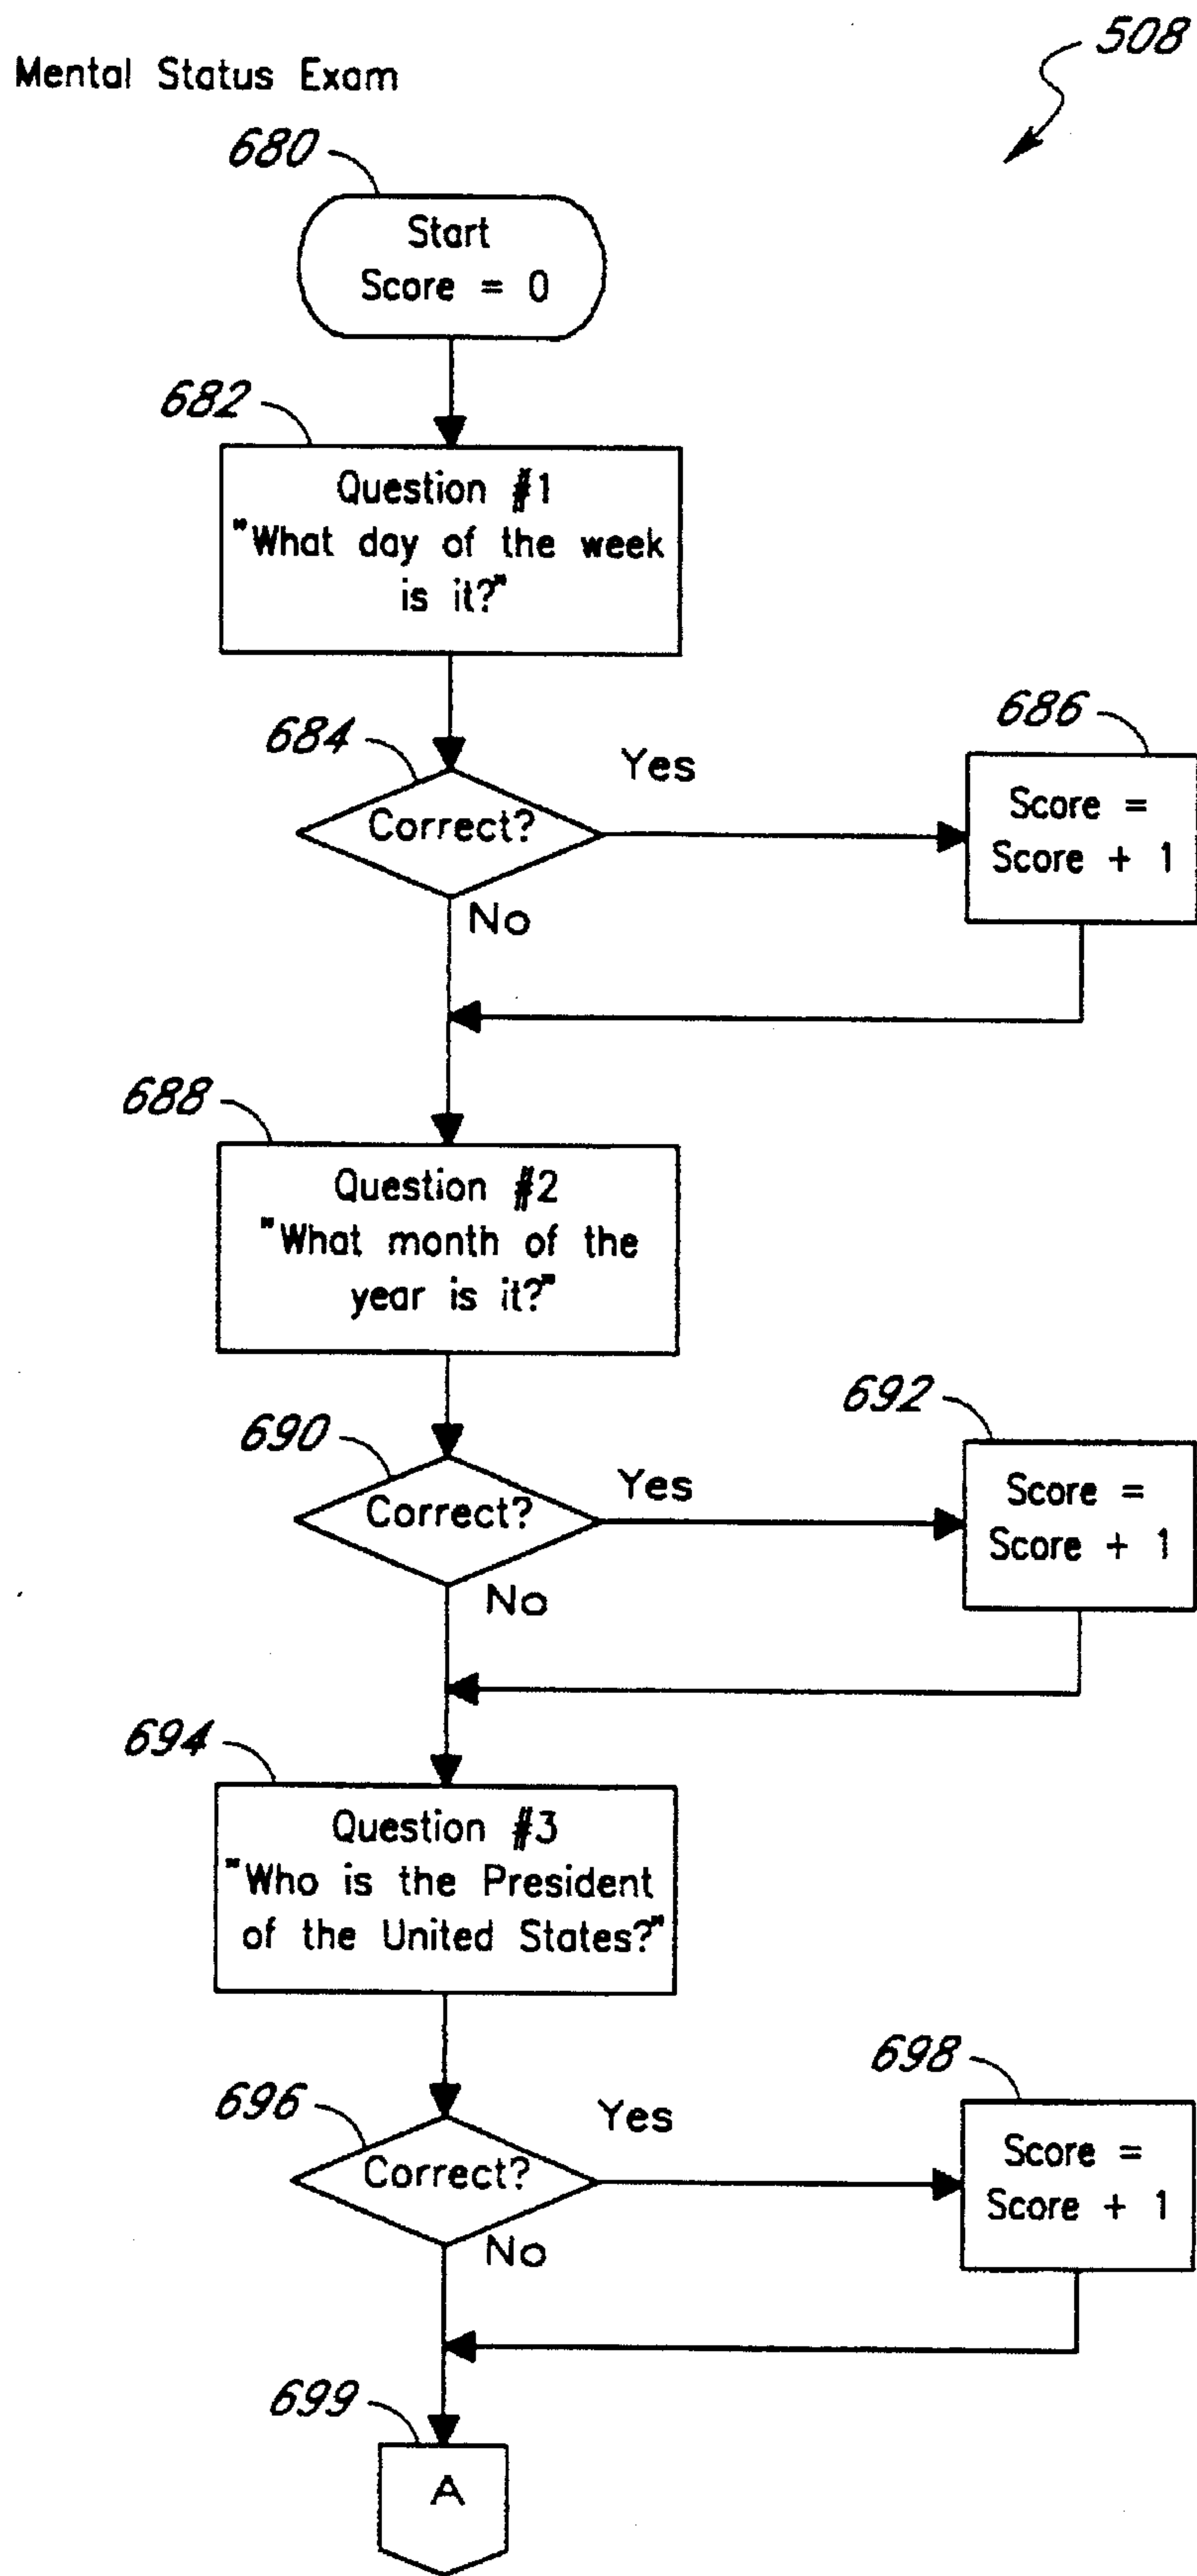 508
Mental Status Exam
680
Start
Score = 0
682
Question #1
"What day of the week
is it?"
684
Correct?
Yes
No
686
Score =
Score + 1
688
Question #2
"What month of the
year is it?"
690
Correct?
Yes
No
692
Score =
Score + 1
694
Question #3
"Who is the President
of the United States?"
696
Correct?
Yes
No
698
Score =
Score + 1
699
A